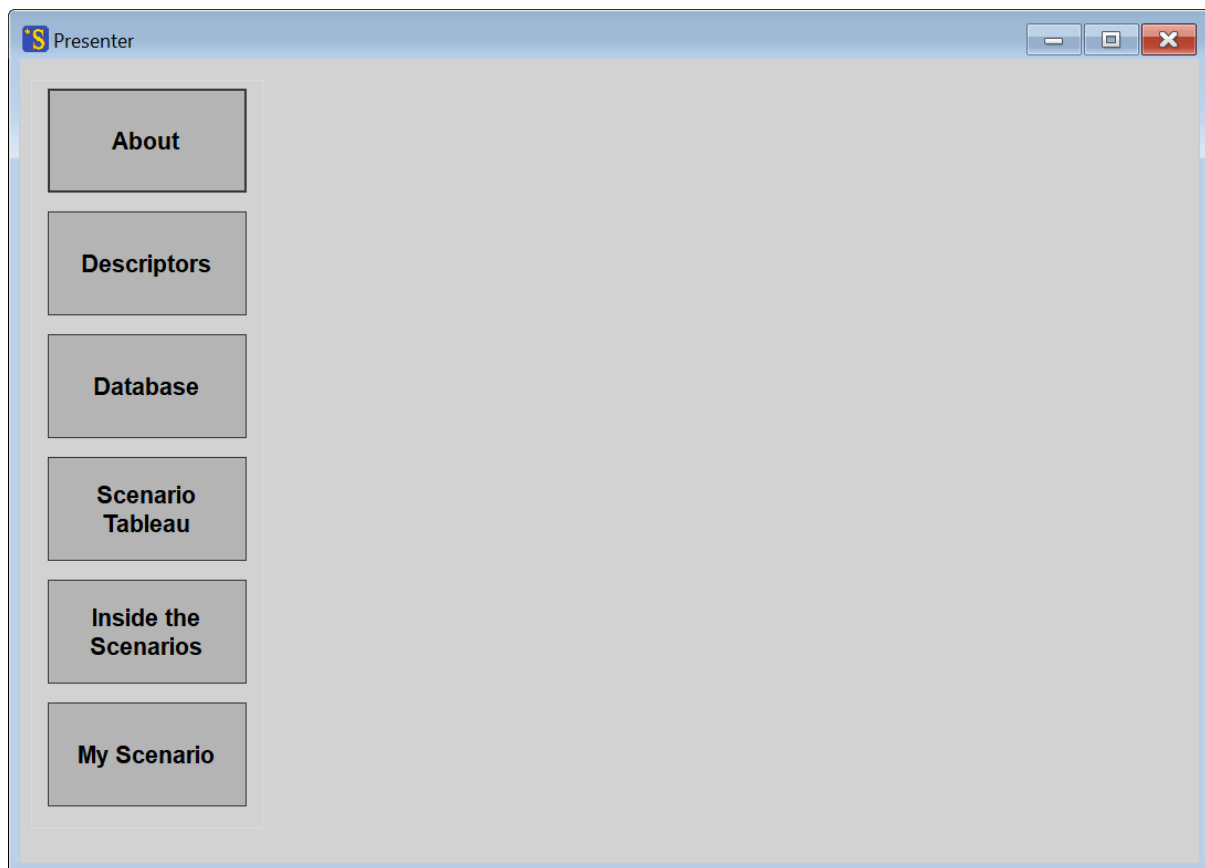 Presenter
About
Descriptors
Database
Scenario
Tableau
Inside the
Scenarios
My Scenario